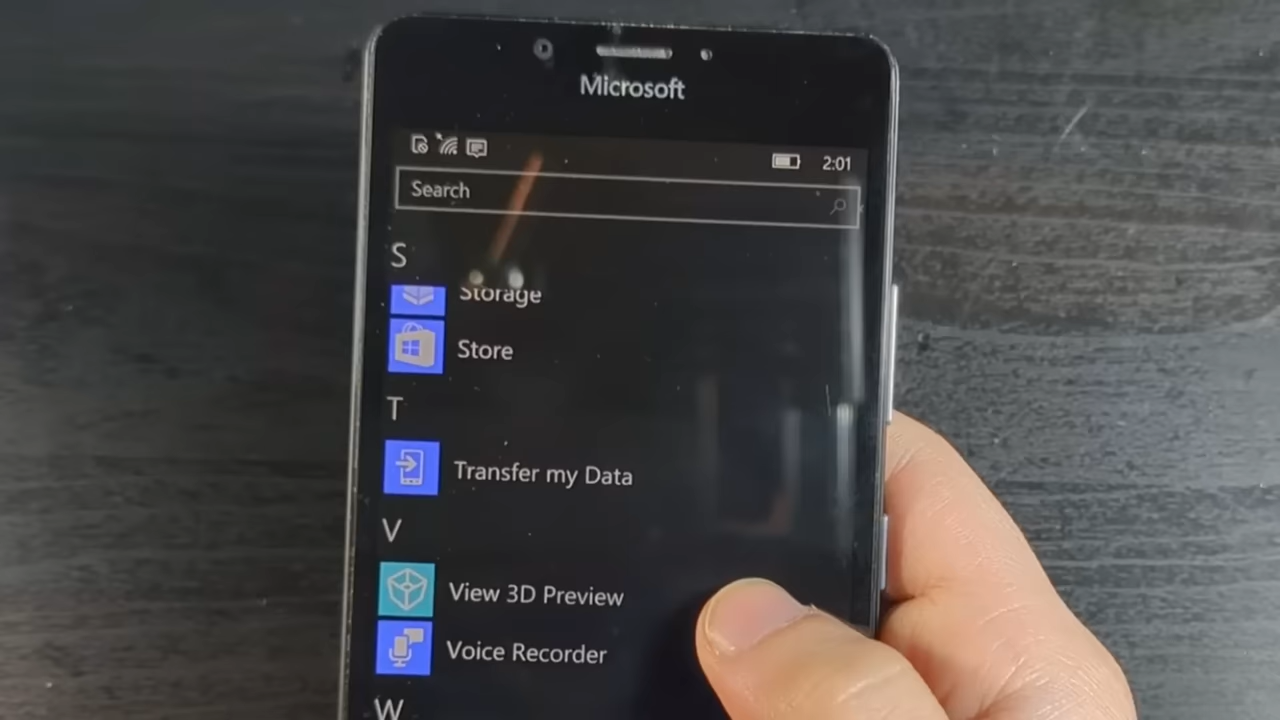 Microsoft
2:01
Search
S
Storage
Store
T
Transfer my Data
V
View 3D Preview
Voice Recorder
W